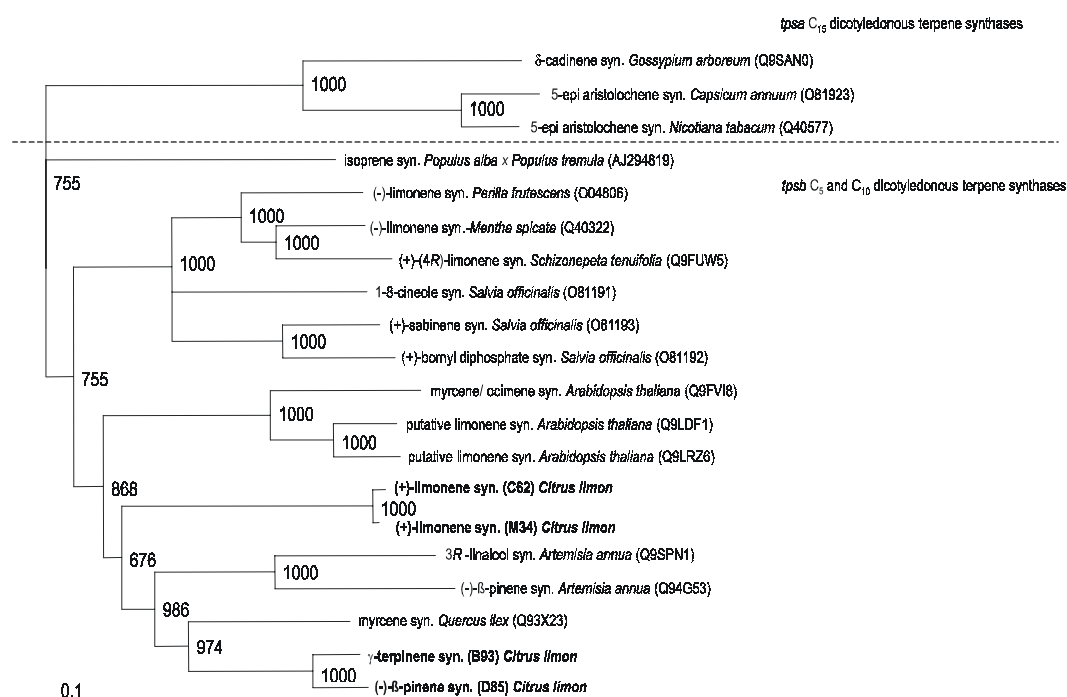 tpsa C15 dicotyledonous terpene synthases
δ-cadinene syn. Gossypium arboreum (Q9SAN0)
1000
5-epi aristolochene syn. Capsicum annuum (O81923)
1000
5-epi aristolochene syn. Nicotiana tabacum (Q40577)
isoprene syn. Populus alba x Populus tremula (AJ294819)
755
tpsb C5 and C10 dicotyledonous terpene synthases
(-)-limonene syn. Perilla frutescens (O04806)
1000
(-)-limonene syn.-Mentha spicata (Q40322)
1000
(+)-(4R)-limonene syn. Schizonepeta tenuifolia (Q9FUW5)
1000
1-8-cineole syn. Salvia officinalis (O81191)
(+)-sabinene syn. Salvia officinalis (O81193)
1000
(+)-bornyl diphosphate syn. Salvia officinalis (O81192)
755
myrcene/ ocimene syn. Arabidopsis thaliana (Q9FVI8)
1000
putative limonene syn. Arabidopsis thaliana (Q9LDF1)
1000
putative limonene syn. Arabidopsis thaliana (Q9LRZ6)
868
(+)-limonene syn. (C62) Citrus limon
1000
(+)-limonene syn. (M34) Citrus limon
676
3R-linalool syn. Artemisia annua (Q9SPN1)
1000
(-)-ß-pinene syn. Artemisia annua (Q94G53)
986
myrcene syn. Quercus ilex (Q93X23)
974
γ-terpinene syn. (B93) Citrus limon
1000
(-)-ß-pinene syn. (D85) Citrus limon
0.1